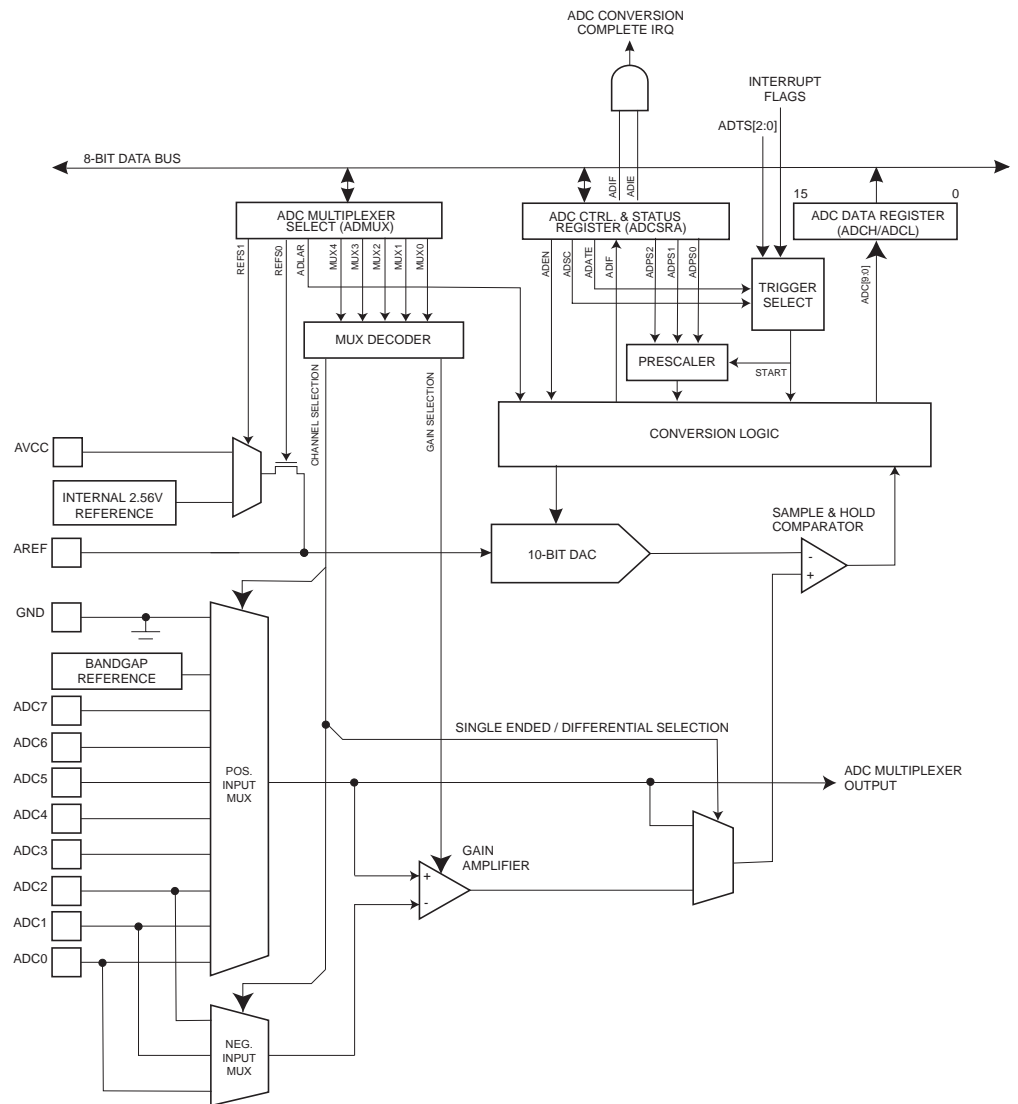 ADC CONVERSION
COMPLETE IRQ
INTERRUPT
FLAGS
ADTS[2:0]
8-BIT DATA BUS
ADIF
ADIE
15
0
ADC MULTIPLEXER
SELECT (ADMUX)
ADC CTRL. & STATUS
REGISTER (ADCSRA)
ADC DATA REGISTER
(ADCH/ADCL)
REFS1
REFS0
ADLAR
MUX4
MUX3
MUX2
MUX1
MUX0
ADEN
ADSC
ADATE
ADIF
ADPS2
ADPS1
ADPS0
TRIGGER
SELECT
ADC[9:0]
MUX DECODER
PRESCALER
START
CHANNEL SELECTION
GAIN SELECTION
CONVERSION LOGIC
AVCC
INTERNAL 2.56V
REFERENCE
SAMPLE & HOLD
COMPARATOR
AREF
10-BIT DAC
-
+
GND
BANDGAP
REFERENCE
ADC7
SINGLE ENDED / DIFFERENTIAL SELECTION
ADC6
ADC5
POS.
INPUT
MUX
ADC MULTIPLEXER
OUTPUT
ADC4
ADC3
GAIN
AMPLIFIER
+
-
ADC2
ADC1
ADC0
NEG.
INPUT
MUX